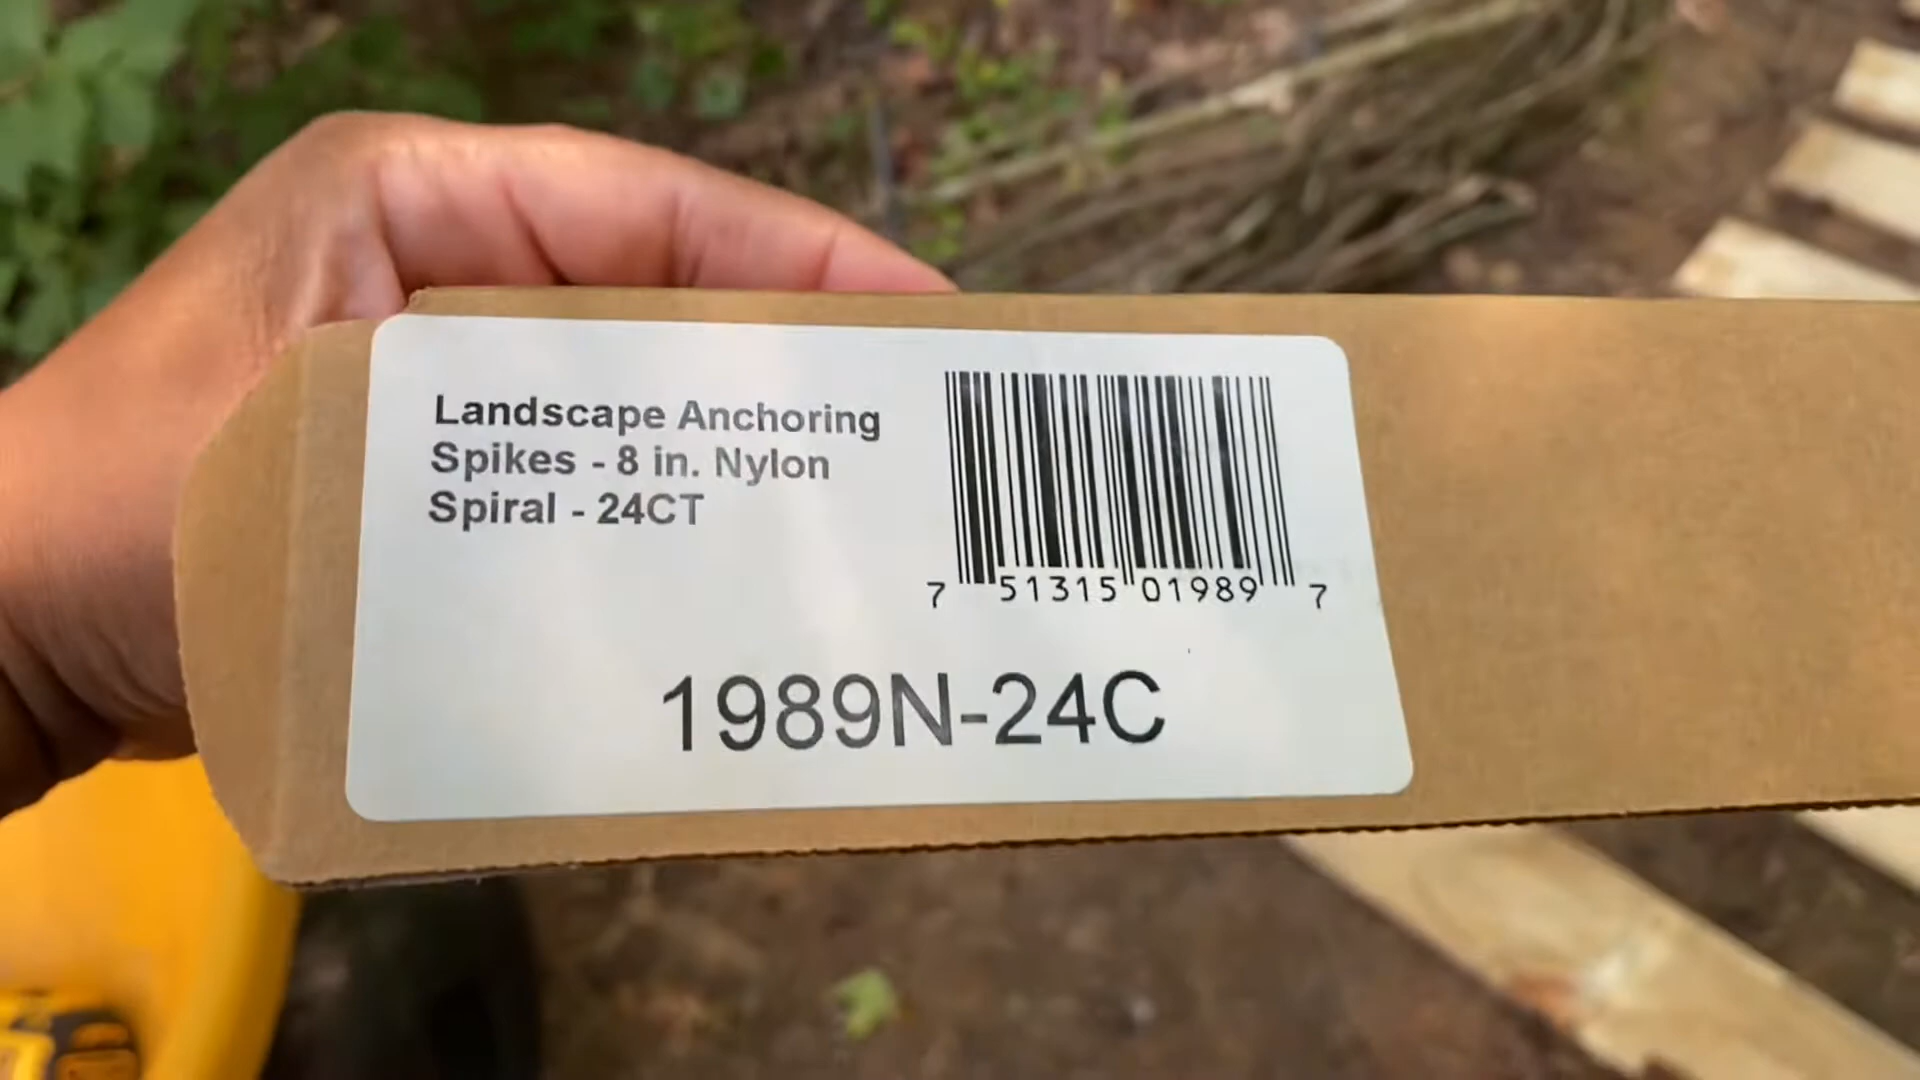 Landscape Anchoring
Spikes - 8 in. Nylon
Spiral - 24CT
7 51315 01989 7
1989N-24C